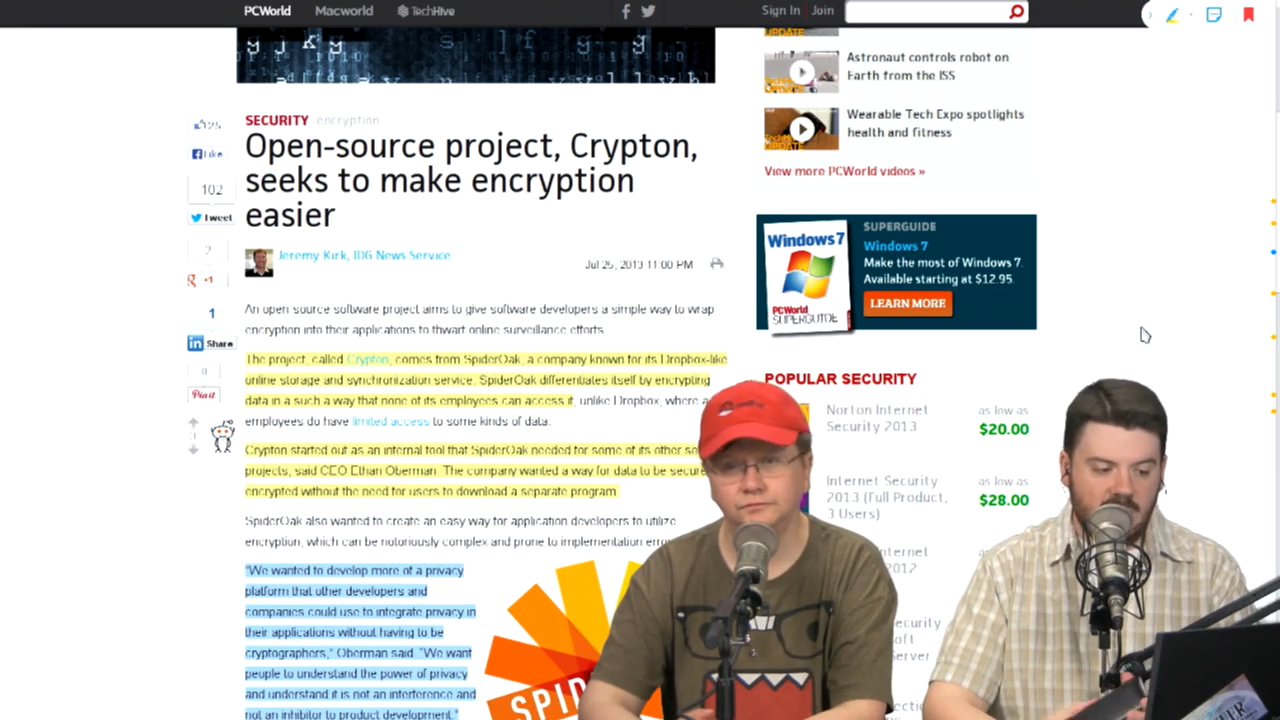 PCWorld
Macworld
TechHive
Sign In
Join
SECURITY encryption
Open-source project, Crypton,
seeks to make encryption
easier
Jeremy Kirk, IDG News Service
11:00 PM
Like
102
Tweet
2
+1
1
Share
0
Pin it
An open source software project aims to give software developers a simple way to wrap
encryption into their applications to thwart online surveillance efforts.
The project, called Crypton, comes from SpiderOak, a company known for its Dropbox-like
online storage and synchronization service. SpiderOak differentiates itself by encrypting
data in a such a way that none of its employees can access it, unlike Dropbox, where
employees do have limited access to some kinds of data.
Crypton started out as an internal tool that SpiderOak needed for some of its other
projects, said CEO Ethan Oberman. The company wanted a way for data to be
encrypted without the need for users to download a separate program.
SpiderOak also wanted to create an easy way for application developers to utilize
encryption, which can be notoriously complex and prone to implementation
"We wanted to develop more of a privacy
platform that other developers and
companies could use to integrate privacy in
their applications without having to be
cryptographers," Oberman said. "We want
people to understand the power of privacy
and understand it is not an interference and
not an inhibitor to product development."
SPID
Astronaut controls robot on
Earth from the ISS
Wearable Tech Expo spotlights
health and fitness
View more PCWorld videos »
Windows 7
PCWorld
SUPERGUIDE
SUPERGUIDE
Windows 7
Make the most of Windows 7.
Available starting at $12.95.
LEARN MORE
POPULAR SECURITY
Norton Internet
Security 2013
as low as
$20.00
Internet Security
2013 (Full Product,
3 Users)
as low as
$28.00